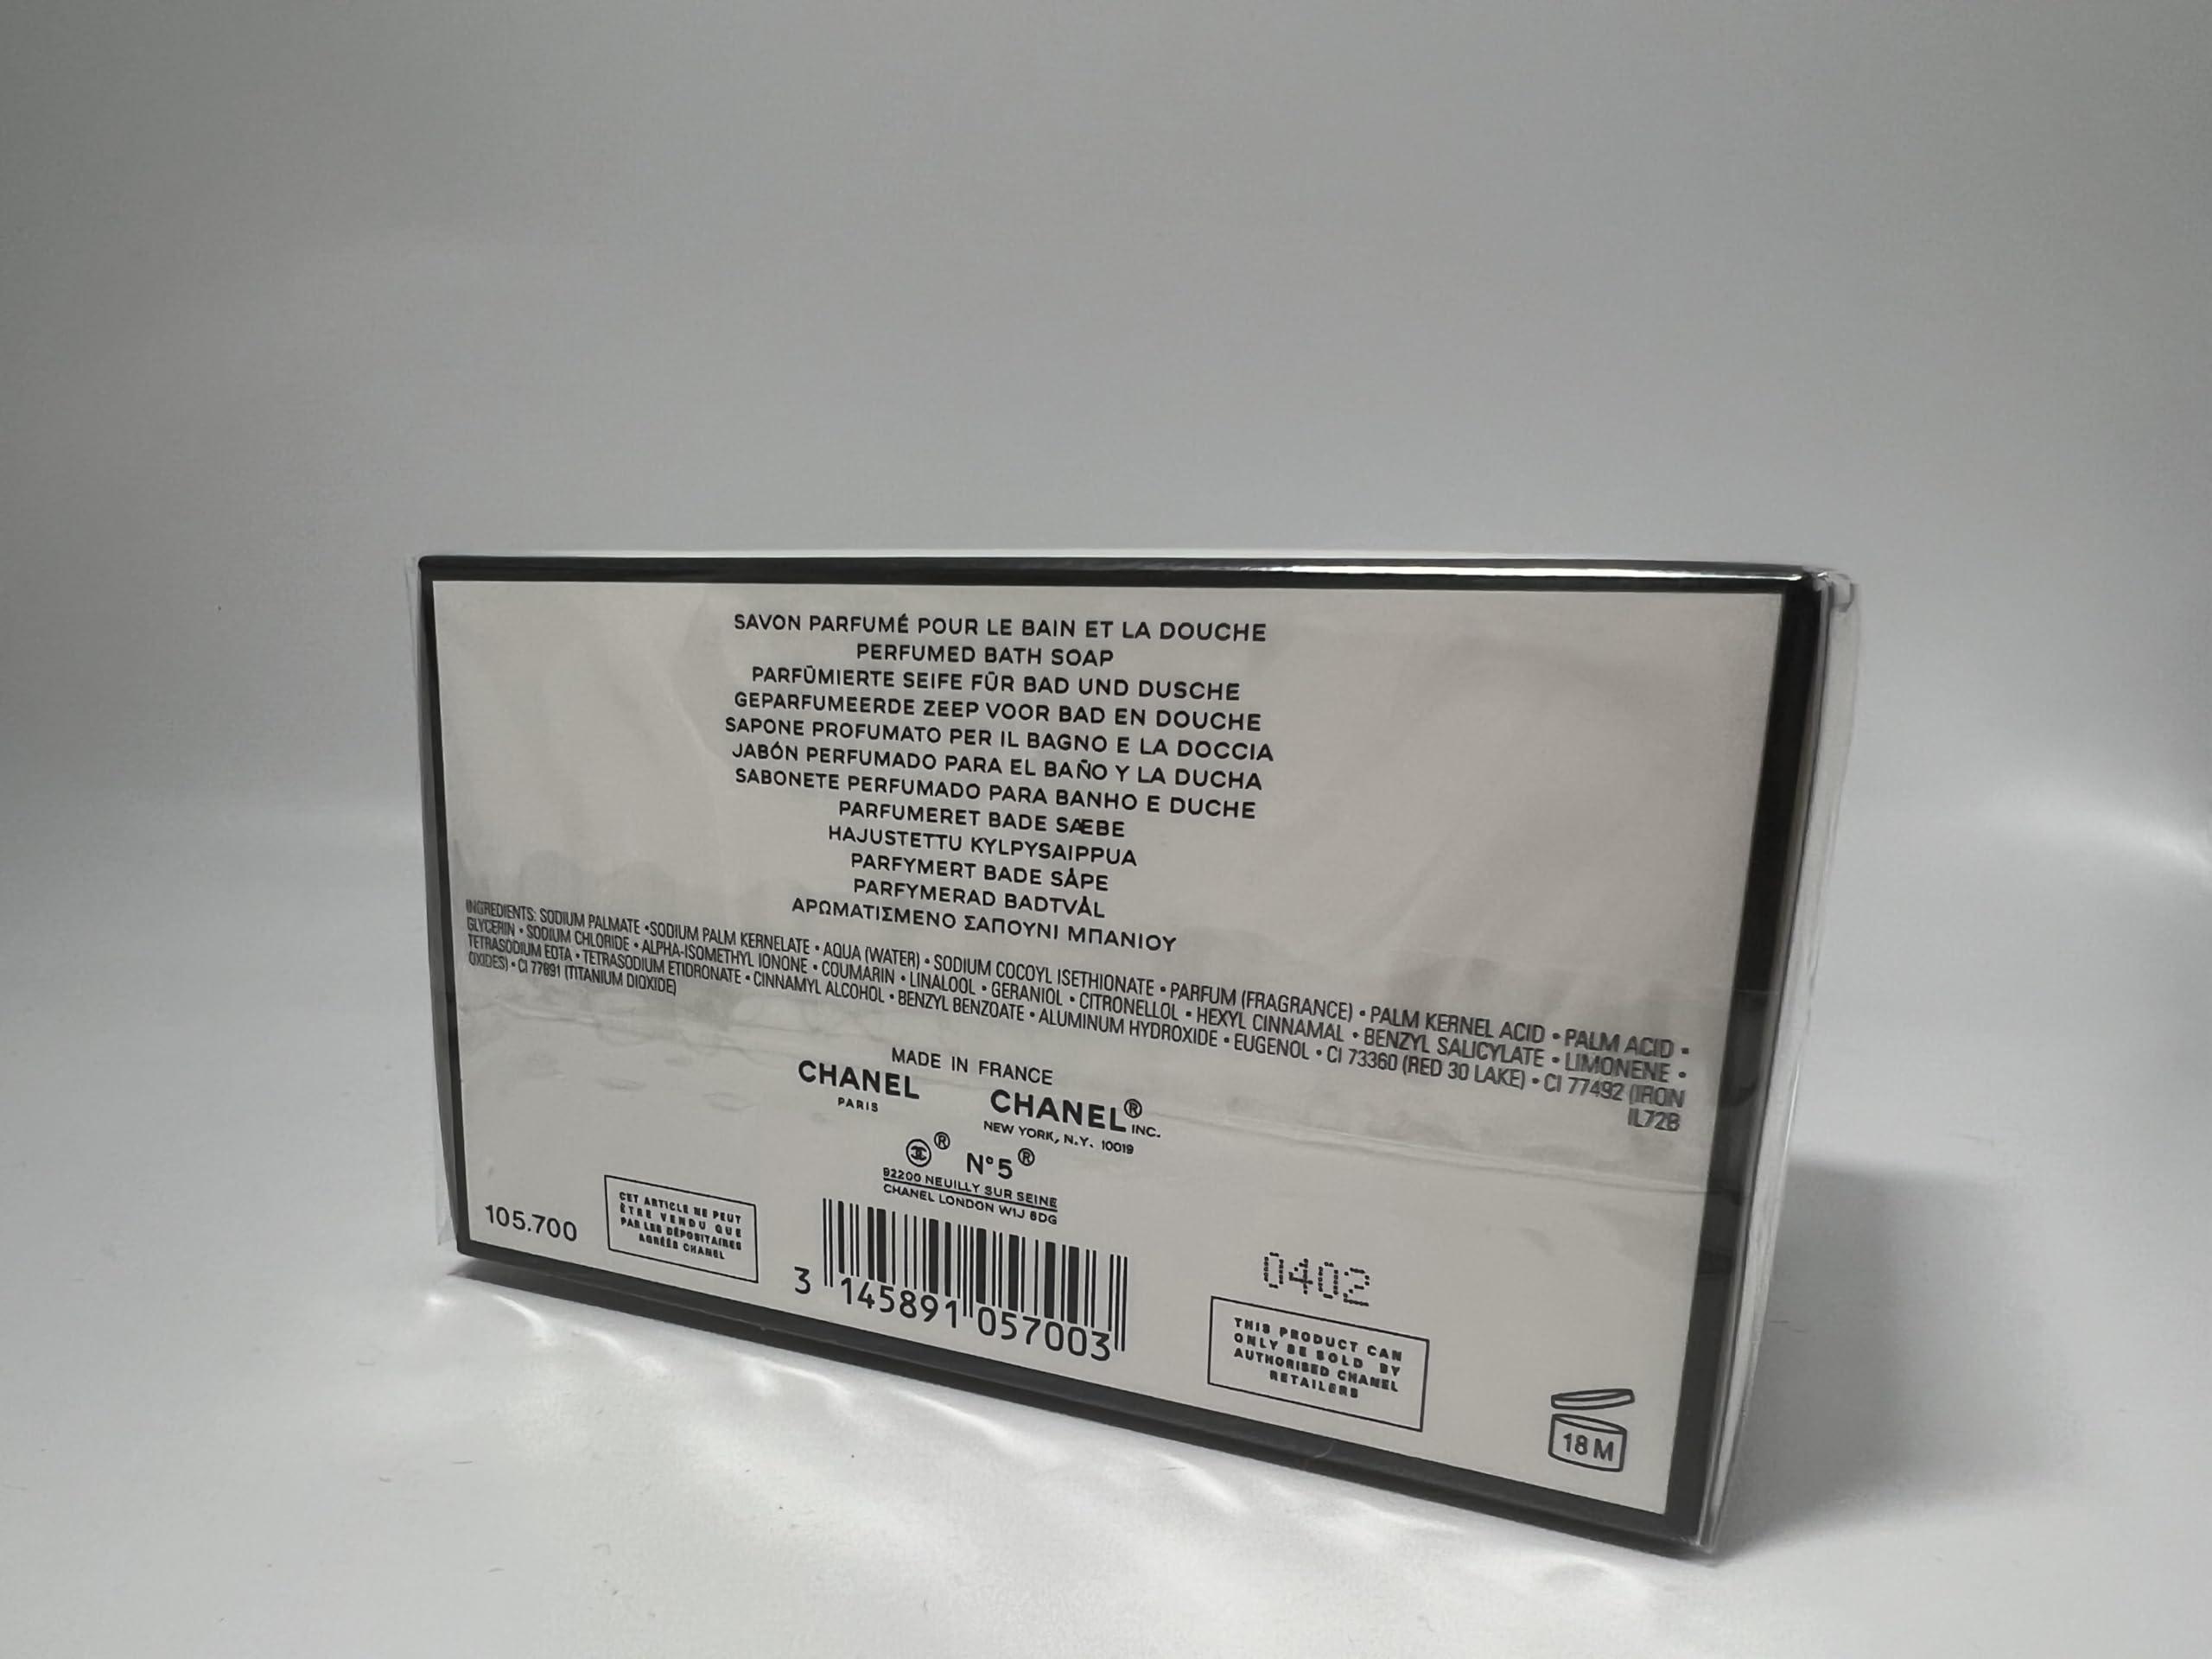 SAVON PARFUMÉ POUR LE BAIN ET LA DOUCHE
PERFUMED BATH SOAP
PARFÜMIERTE SEIFE FÜR BAD UND DUSCHE
GEPARFUMEERDE ZEEP VOOR BAD EN DOUCHE
SAPONE PROFUMATO PER IL BAGNO E LA DOCCIA
JABÓN PERFUMADO PARA EL BAÑO Y LA DUCHA
SABONETE PERFUMADO PARA BANHO E DUCHE
PARFUMERET BADE SÆBE
HAJUSTETTU KYLPYSAIPPUA
PARFYMERT BADE SÅPE
PARFYMERAD BADTVÅL
ΑΡΩΜΑΤΙΣΜΕΝΟ ΣΑΠΟΥΝΙ ΜΠΑΝΙΟΥ
INGREDIENTS: SODIUM PALMATE • SODIUM PALM KERNELATE • AQUA (WATER) • SODIUM COCOYL ISETHIONATE • PARFUM (FRAGRANCE) • PALM KERNEL ACID • PALM ACID •
GLYCERIN • SODIUM CHLORIDE • ALPHA-ISOMETHYL IONONE • COUMARIN • LINALOOL • GERANIOL • CITRONELLOL • HEXYL CINNAMAL • BENZYL SALICYLATE • LIMONENE •
TETRASODIUM EDTA • TETRASODIUM ETIDRONATE • CINNAMYL ALCOHOL • BENZYL BENZOATE • ALUMINUM HYDROXIDE • EUGENOL • CI 73360 (RED 30 LAKE) • CI 77492 (IRON
OXIDES) • CI 77891 (TITANIUM DIOXIDE) IL72B
MADE IN FRANCE
CHANEL
PARIS
CHANEL® INC.
NEW YORK, N.Y. 10019
® N°5®
92200 NEUILLY SUR SEINE
CHANEL LONDON W1J 6DG
105.700
CET ARTICLE NE PEUT
ÊTRE VENDU QUE
PAR LES DÉPOSITAIRES
AGRÉÉS CHANEL
3 145891 057003
0402
THIS PRODUCT CAN
ONLY BE SOLD BY
AUTHORISED CHANEL
RETAILERS
18 M